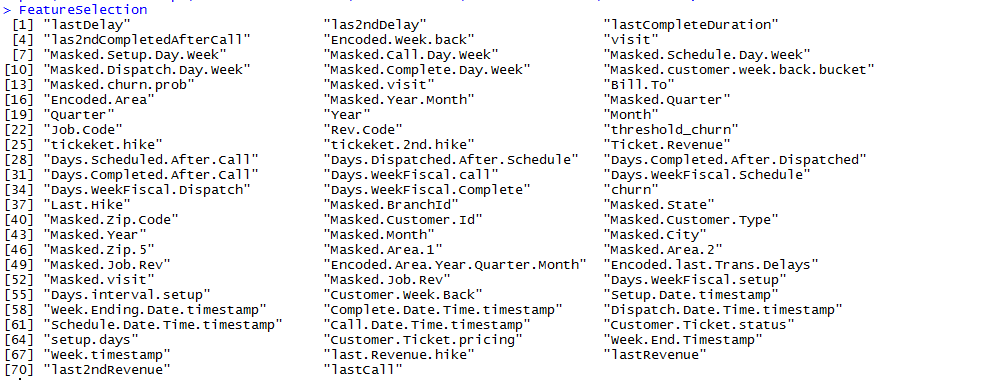 > FeatureSelection
[1] "lastDelay" "las2ndDelay" "lastCompleteDuration"
[4] "las2ndCompletedAfterCall" "Encoded.Week.back" "visit"
[7] "Masked.Setup.Day.Week" "Masked.Call.Day.Week" "Masked.Schedule.Day.Week"
[10] "Masked.Dispatch.Day.Week" "Masked.Complete.Day.Week" "Masked.customer.week.back.bucket"
[13] "Masked.churn.prob" "Masked.visit" "Bill.To"
[16] "Encoded.Area" "Masked.Year.Month" "Masked.Quarter"
[19] "Quarter" "Year" "Month"
[22] "Job.Code" "Rev.Code" "threshold_churn"
[25] "tickeket.hike" "tickeket.2nd.hike" "Ticket.Revenue"
[28] "Days.Scheduled.After.Call" "Days.Dispatched.After.Schedule" "Days.Completed.After.Dispatched"
[31] "Days.Completed.After.Call" "Days.WeekFiscal.call" "Days.WeekFiscal.Schedule"
[34] "Days.WeekFiscal.Dispatch" "Days.WeekFiscal.Complete" "churn"
[37] "Last.Hike" "Masked.BranchId" "Masked.State"
[40] "Masked.Zip.Code" "Masked.Customer.Id" "Masked.Customer.Type"
[43] "Masked.Year" "Masked.Month" "Masked.City"
[46] "Masked.Zip.5" "Masked.Area.1" "Masked.Area.2"
[49] "Masked.Job.Rev" "Encoded.Area.Year.Quarter.Month" "Encoded.last.Trans.Delays"
[52] "Masked.visit" "Masked.Job.Rev" "Days.WeekFiscal.setup"
[55] "Days.interval.setup" "Customer.Week.Back" "Setup.Date.timestamp"
[58] "Week.Ending.Date.timestamp" "Complete.Date.Time.timestamp" "Dispatch.Date.Time.timestamp"
[61] "Schedule.Date.Time.timestamp" "Call.Date.Time.timestamp" "Customer.Ticket.status"
[64] "setup.days" "Customer.Ticket.pricing" "Week.End.Timestamp"
[67] "Week.timestamp" "last.Revenue.hike" "lastRevenue"
[70] "last2ndRevenue" "lastCall"